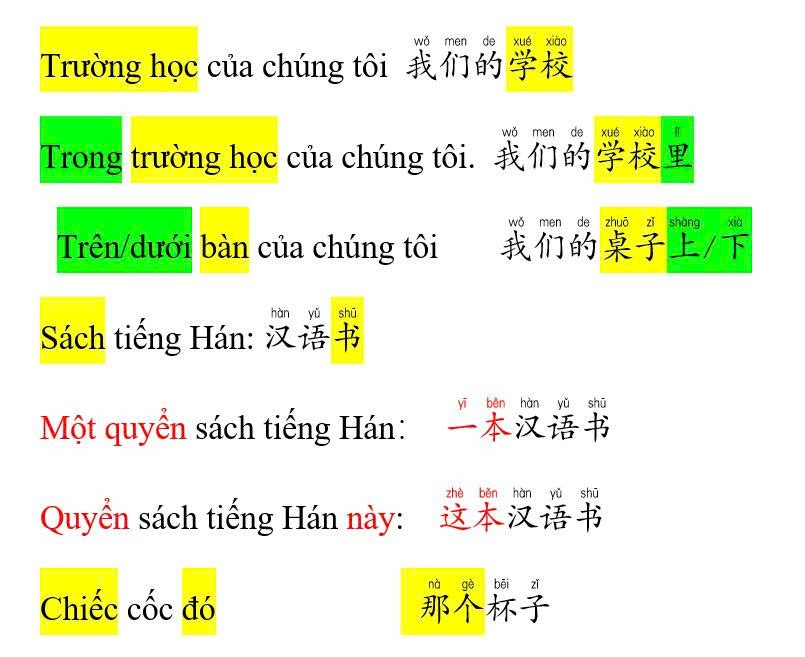 wǒ men de xué xiào
Trường học của chúng tôi 我们的学校
wǒ men de xué xiào lǐ
Trong trường học của chúng tôi. 我们的学校里
wǒ men de zhuō zǐ shàng xià
Trên/dưới bàn của chúng tôi 我们的桌子上/下
hàn yǔ shū
Sách tiếng Hán: 汉语书
yī běn hàn yǔ shū
Một quyển sách tiếng Hán: 一本汉语书
zhè běn hàn yǔ shū
Quyển sách tiếng Hán này: 这本汉语书
nà gè bēi zǐ
Chiếc cốc đó 那个杯子